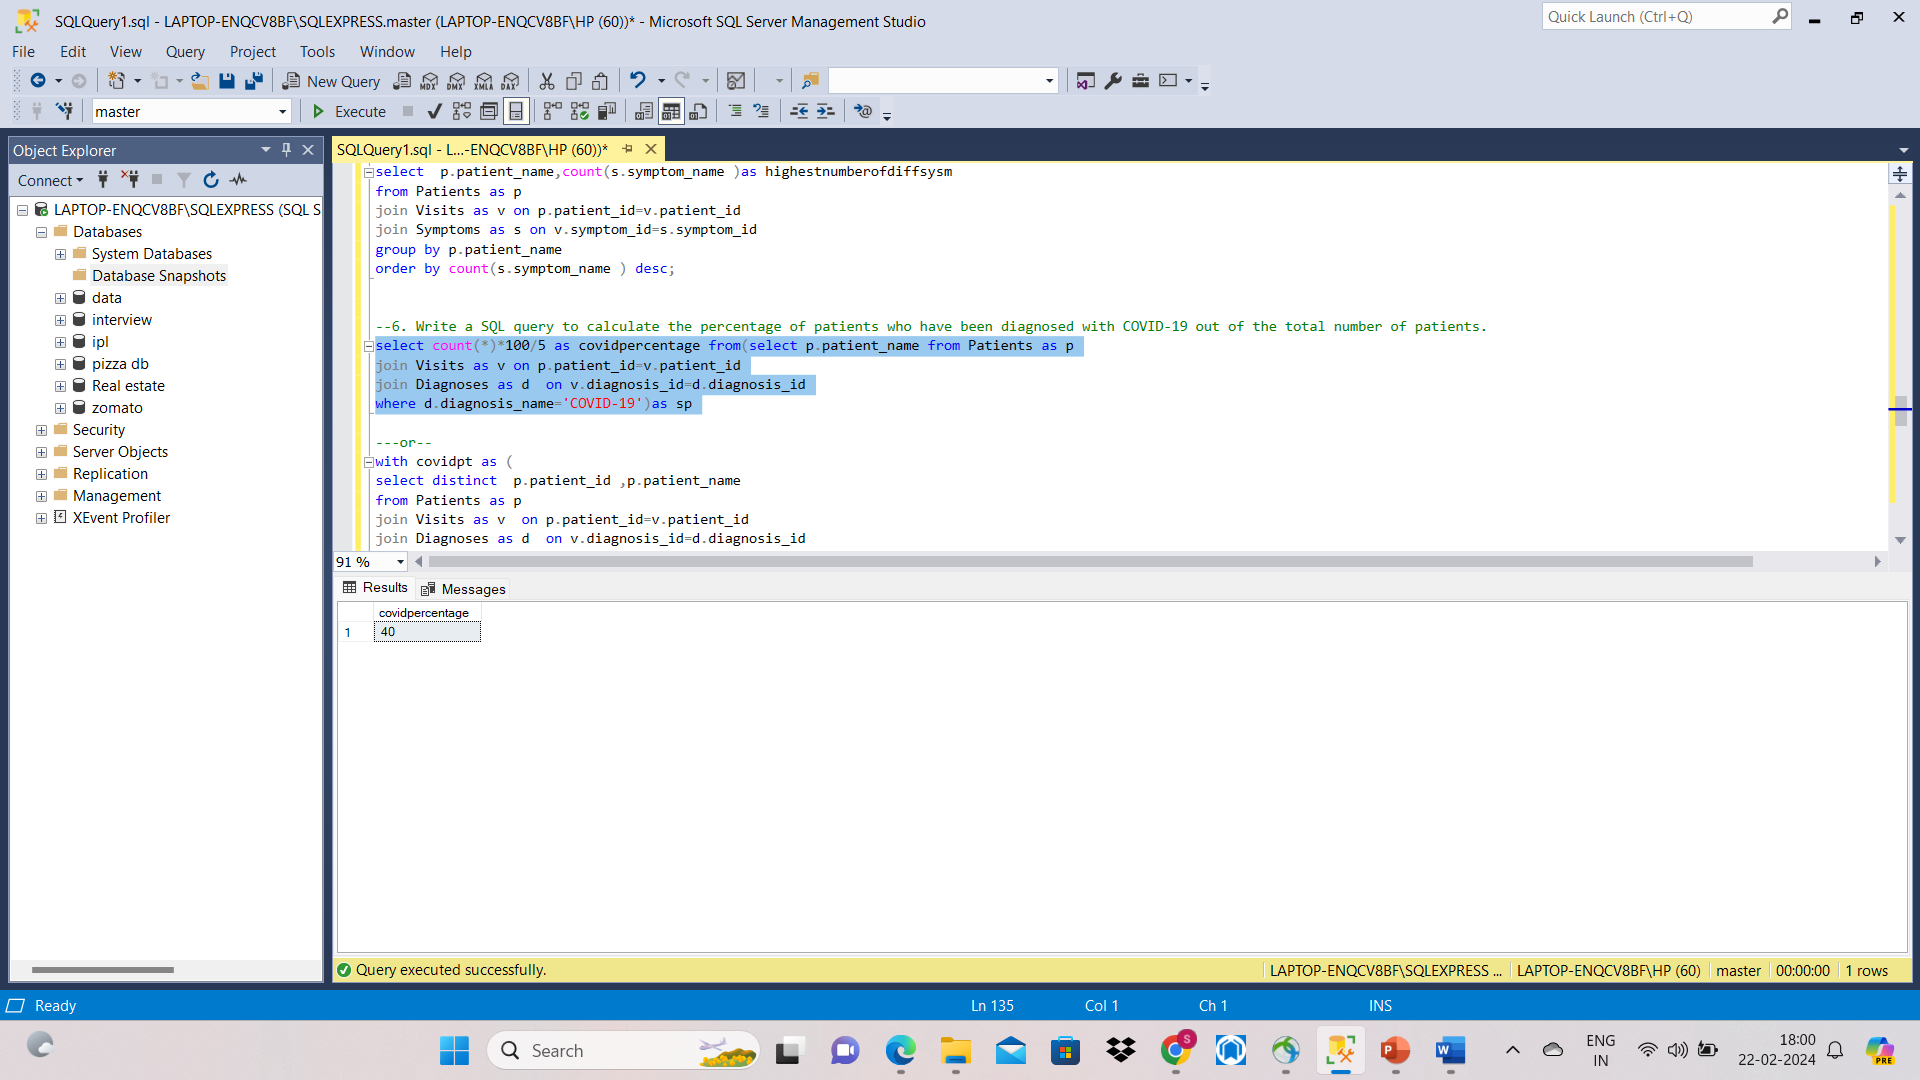 SQLQuery1.sql - LAPTOP-ENQCV8BF\SQLEXPRESS.master (LAPTOP-ENQCV8BF\HP (60))* - Microsoft SQL Server Management Studio
Quick Launch (Ctrl+Q)
File Edit View Query Project Tools Window Help
New Query MDX DMX XMLA DAX
master Execute
Object Explorer
SQLQuery1.sql - L...-ENQCV8BF\HP (60))*
Connect
LAPTOP-ENQCV8BF\SQLEXPRESS (SQL S
Databases
System Databases
Database Snapshots
data
interview
ipl
pizza db
Real estate
zomato
Security
Server Objects
Replication
Management
XEvent Profiler
select  p.patient_name,count(s.symptom_name )as highestnumberofdiffsysm
from Patients as p
join Visits as v on p.patient_id=v.patient_id
join Symptoms as s on v.symptom_id=s.symptom_id
group by p.patient_name
order by count(s.symptom_name ) desc;
--6. Write a SQL query to calculate the percentage of patients who have been diagnosed with COVID-19 out of the total number of patients.
select count(*)*100/5 as covidpercentage from(select p.patient_name from Patients as p
join Visits as v on p.patient_id=v.patient_id
join Diagnoses as d  on v.diagnosis_id=d.diagnosis_id
where d.diagnosis_name='COVID-19')as sp
---or--
with covidpt as (
select distinct  p.patient_id ,p.patient_name
from Patients as p
join Visits as v  on p.patient_id=v.patient_id
join Diagnoses as d  on v.diagnosis_id=d.diagnosis_id
91 %
Results Messages
covidpercentage
1 40
Query executed successfully.
LAPTOP-ENQCV8BF\SQLEXPRESS ... LAPTOP-ENQCV8BF\HP (60) master 00:00:00 1 rows
Ready Ln 135 Col 1 Ch 1 INS
Search
S
P
W
ENG
IN
18:00
22-02-2024
PRE